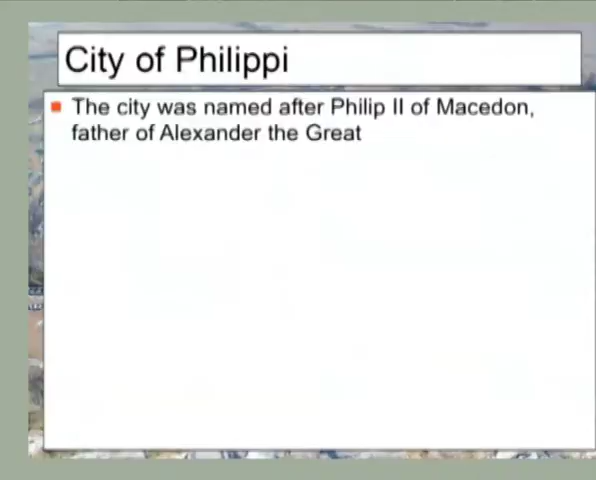 City of Philippi
The city was named after Philip II of Macedon,
father of Alexander the Great